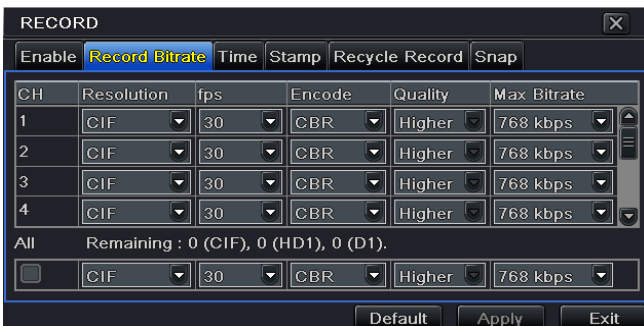 RECORD
Enable Record Bitrate Time Stamp Recycle Record Snap
CH Resolution fps Encode Quality Max Bitrate
1 CIF 30 CBR Higher 768 kbps
2 CIF 30 CBR Higher 768 kbps
3 CIF 30 CBR Higher 768 kbps
4 CIF 30 CBR Higher 768 kbps
All Remaining : 0 (CIF), 0 (HD1), 0 (D1).
CIF 30 CBR Higher 768 kbps
Default Apply Exit